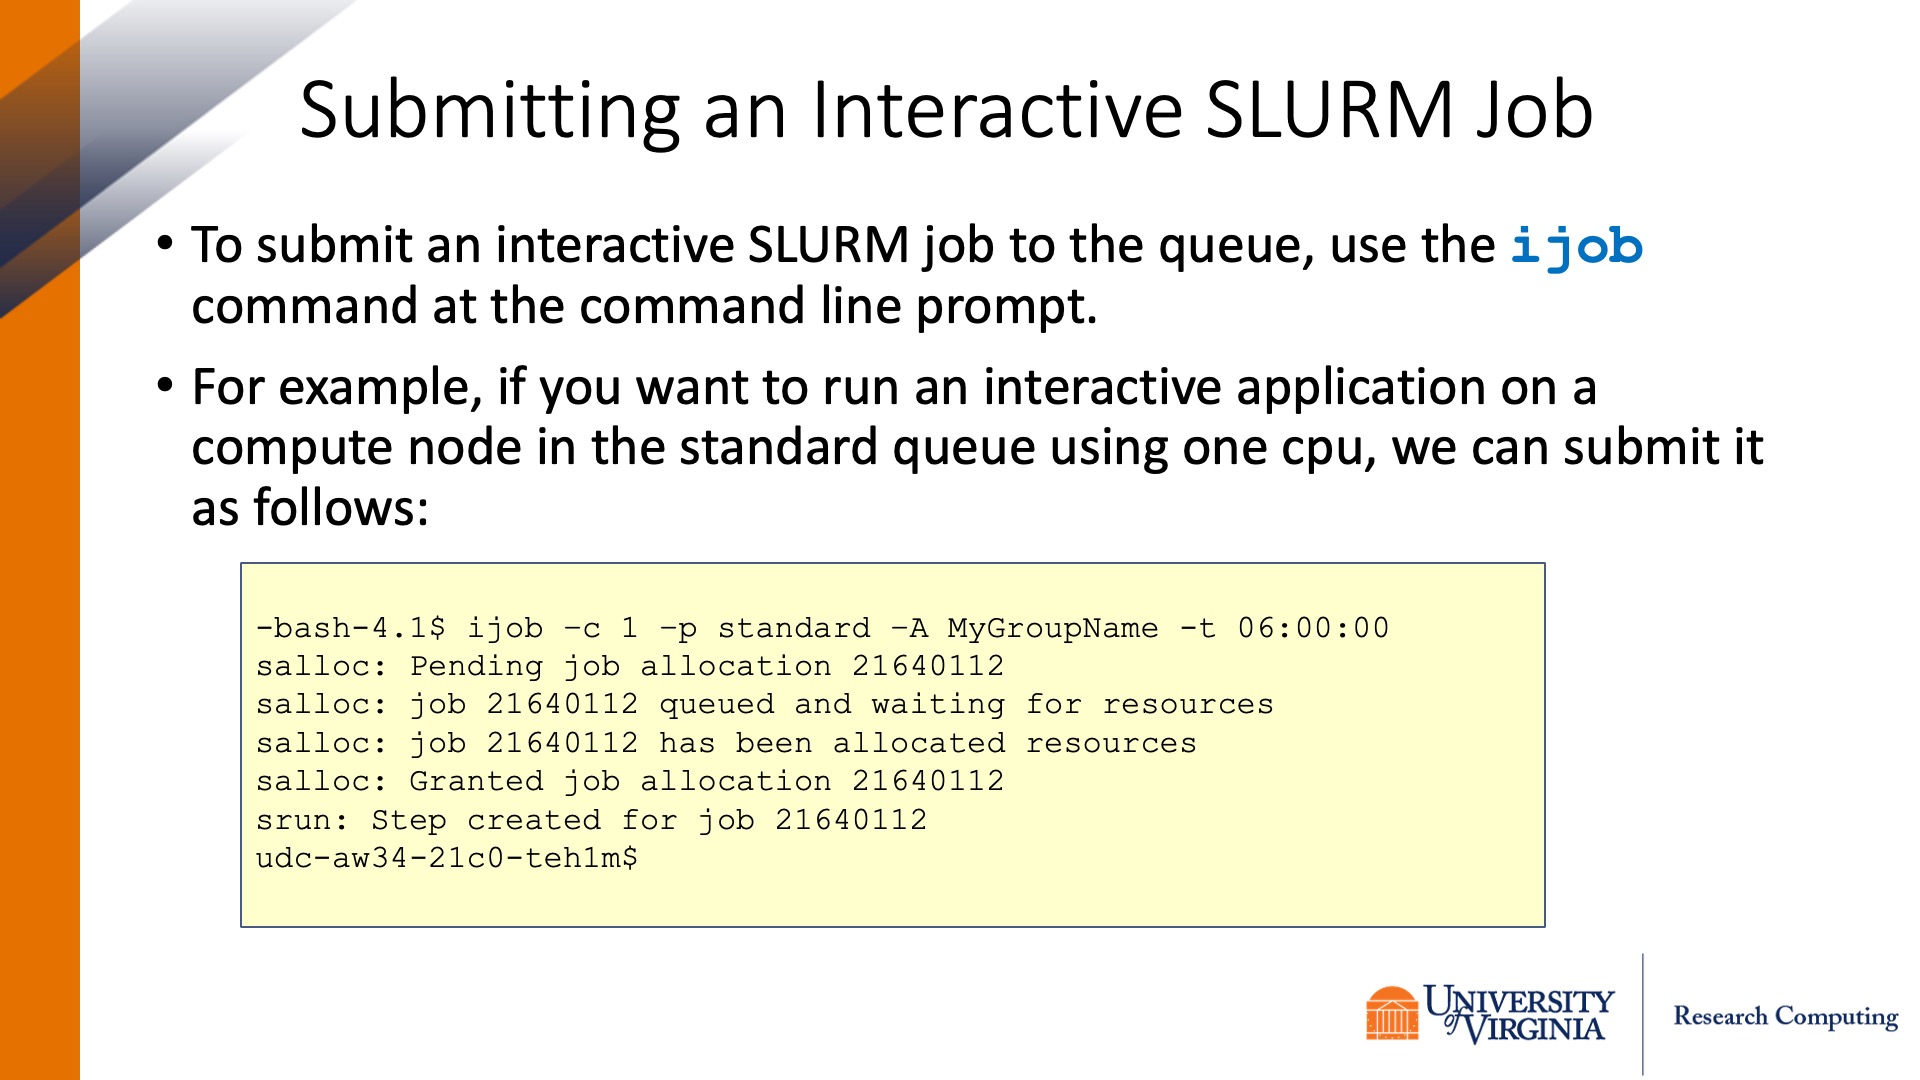 Submitting an Interactive SLURM Job
• To submit an interactive SLURM job to the queue, use the ijob
command at the command line prompt.
• For example, if you want to run an interactive application on a
compute node in the standard queue using one cpu, we can submit it
as follows:
-bash-4.1$ ijob –c 1 –p standard –A MyGroupName -t 06:00:00
salloc: Pending job allocation 21640112
salloc: job 21640112 queued and waiting for resources
salloc: job 21640112 has been allocated resources
salloc: Granted job allocation 21640112
srun: Step created for job 21640112
udc-aw34-21c0-teh1m$
UNIVERSITY
of VIRGINIA
Research Computing